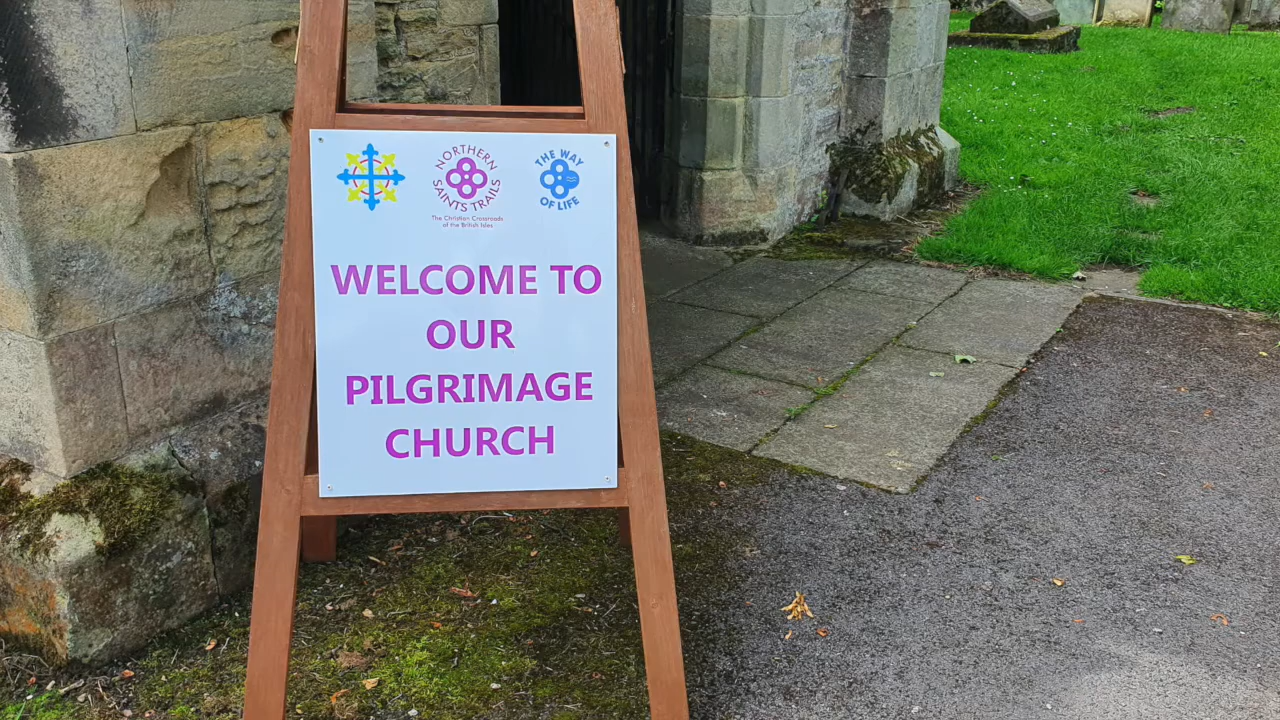 NORTHERN
SAINTS TRAILS
The Christian Crossroads
of the British Isles
THE WAY
OF LIFE
WELCOME TO
OUR
PILGRIMAGE
CHURCH